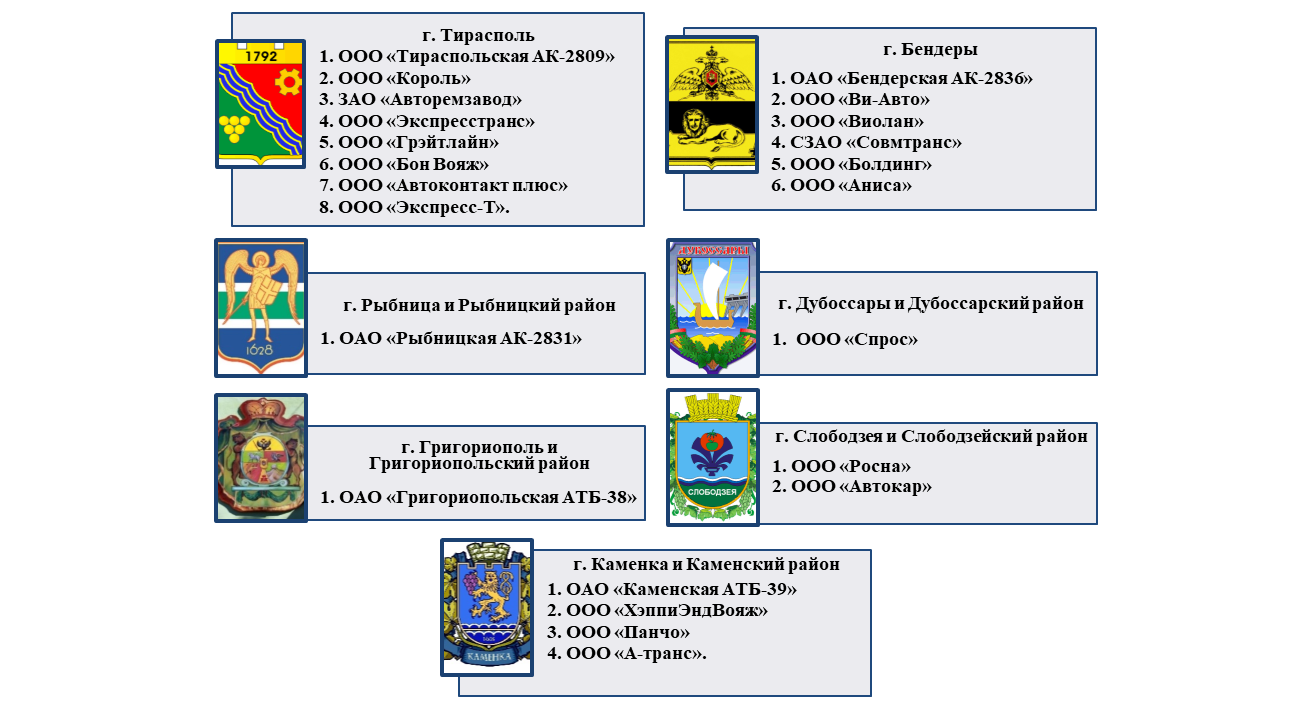 1792
г. Тирасполь
1. ООО «Тираспольская АК-2809»
2. ООО «Король»
3. ЗАО «Авторемзавод»
4. ООО «Экспресстранс»
5. ООО «Грэйтлайн»
6. ООО «Бон Вояж»
7. ООО «Автоконтакт плюс»
8. ООО «Экспресс-Т».
г. Бендеры
1. ОАО «Бендерская АК-2836»
2. ООО «Ви-Авто»
3. ООО «Виолан»
4. СЗАО «Совмтранс»
5. ООО «Болдинг»
6. ООО «Аниса»
1628
г. Рыбница и Рыбницкий район
1. ОАО «Рыбницкая АК-2831»
г. Дубоссары и Дубоссарский район
1. ООО «Спрос»
г. Григориополь и
Григориопольский район
1. ОАО «Григориопольская АТБ-38»
СЛОБОДЗЕЯ
г. Слободзея и Слободзейский район
1. ООО «Росна»
2. ООО «Автокар»
КАМЕНКА
г. Каменка и Каменский район
1. ОАО «Каменская АТБ-39»
2. ООО «ХэппиЭндВояж»
3. ООО «Панчо»
4. ООО «А-транс».